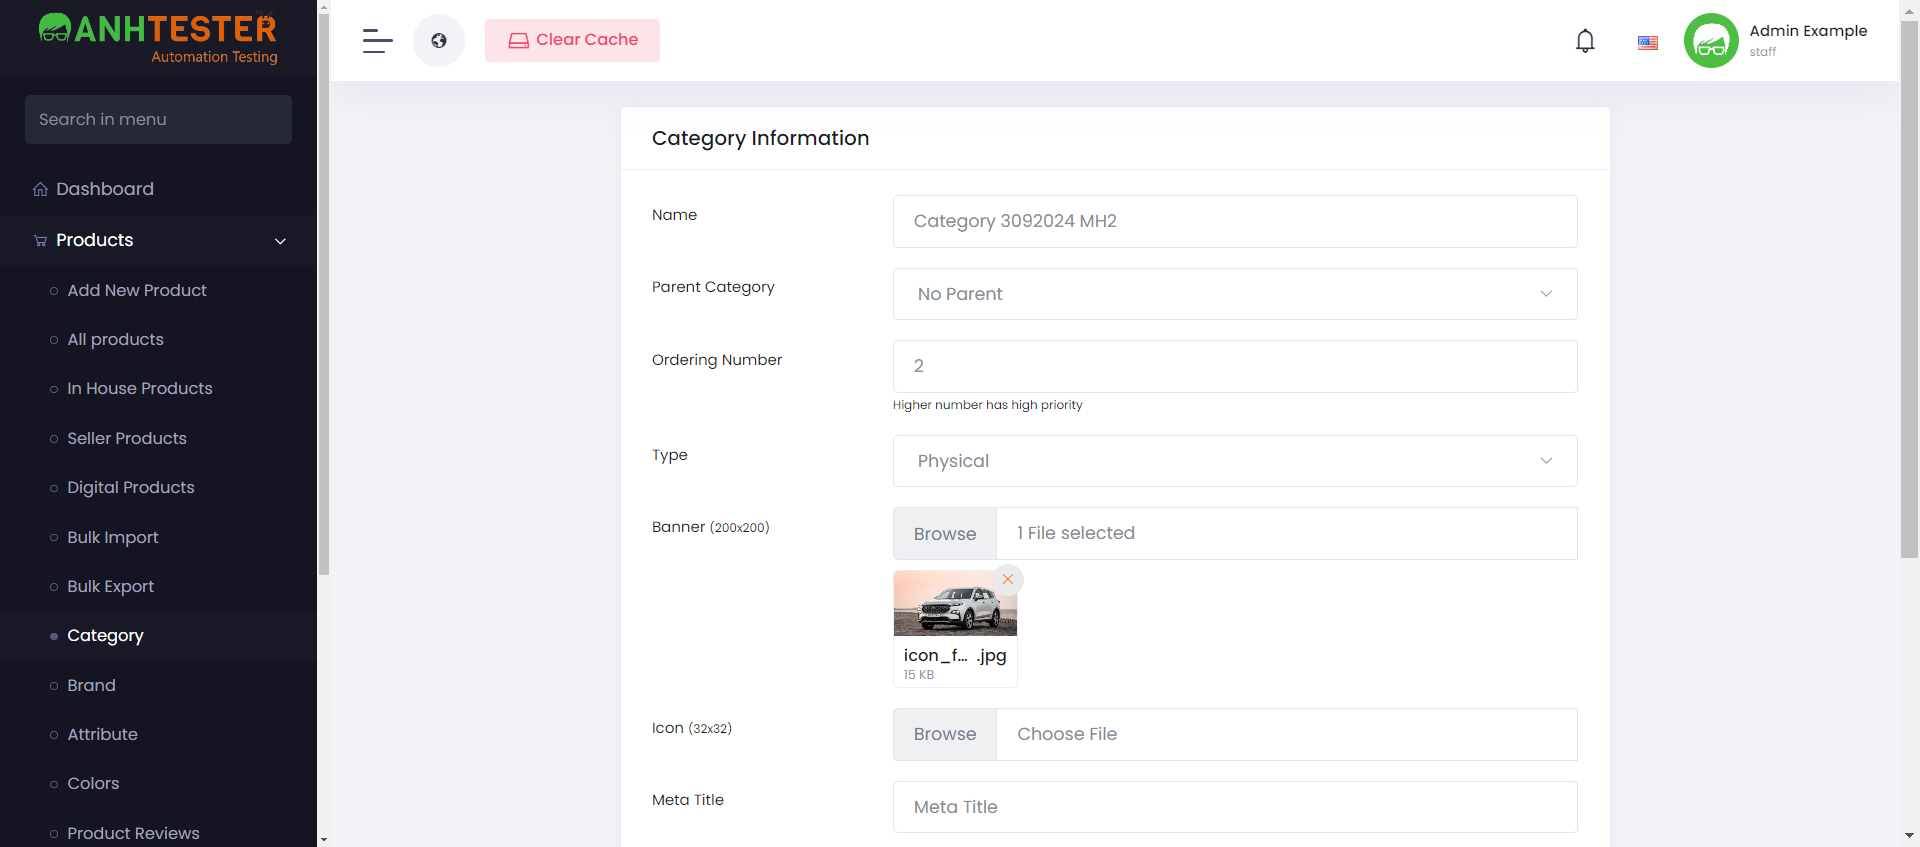 ANHTESTER
Automation Testing
Search in menu
Dashboard
Products
Add New Product
All products
In House Products
Seller Products
Digital Products
Bulk Import
Bulk Export
Category
Brand
Attribute
Colors
Product Reviews
Clear Cache
Admin Example
staff
Category Information
Name
Category 3092024 MH2
Parent Category
No Parent
Ordering Number
2
Higher number has high priority
Type
Physical
Banner (200x200)
Browse
1 File selected
icon_f... .jpg
15 KB
Icon (32x32)
Browse
Choose File
Meta Title
Meta Title